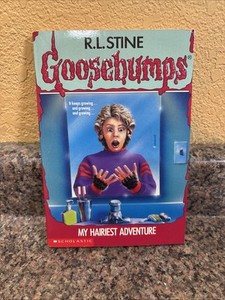 R.L. STINE
Goosebumps
It keeps growing...
and growing...
and growing...
MY HAIRIEST ADVENTURE
SCHOLASTIC